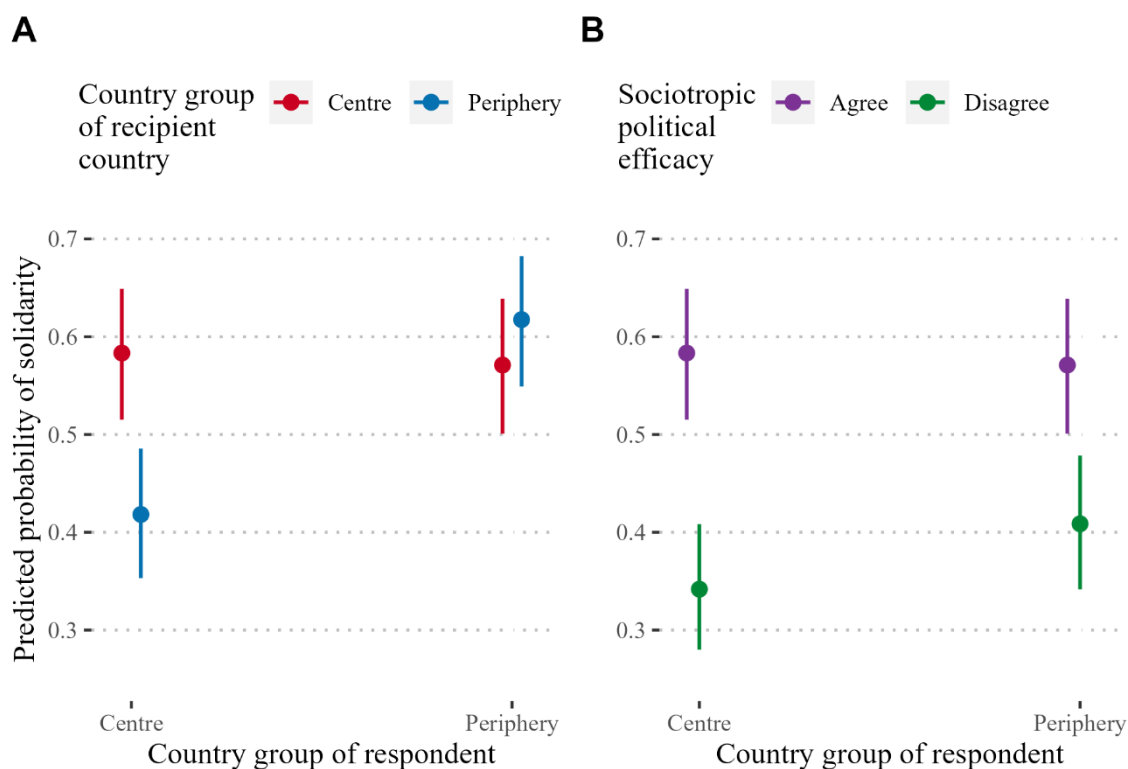 A
Country group
of recipient
country
Centre
Periphery
Predicted probability of solidarity
0.7
0.6
0.5
0.4
0.3
Centre
Periphery
Country group of respondent
B
Sociotropic
political
efficacy
Agree
Disagree
0.7
0.6
0.5
0.4
0.3
Centre
Periphery
Country group of respondent